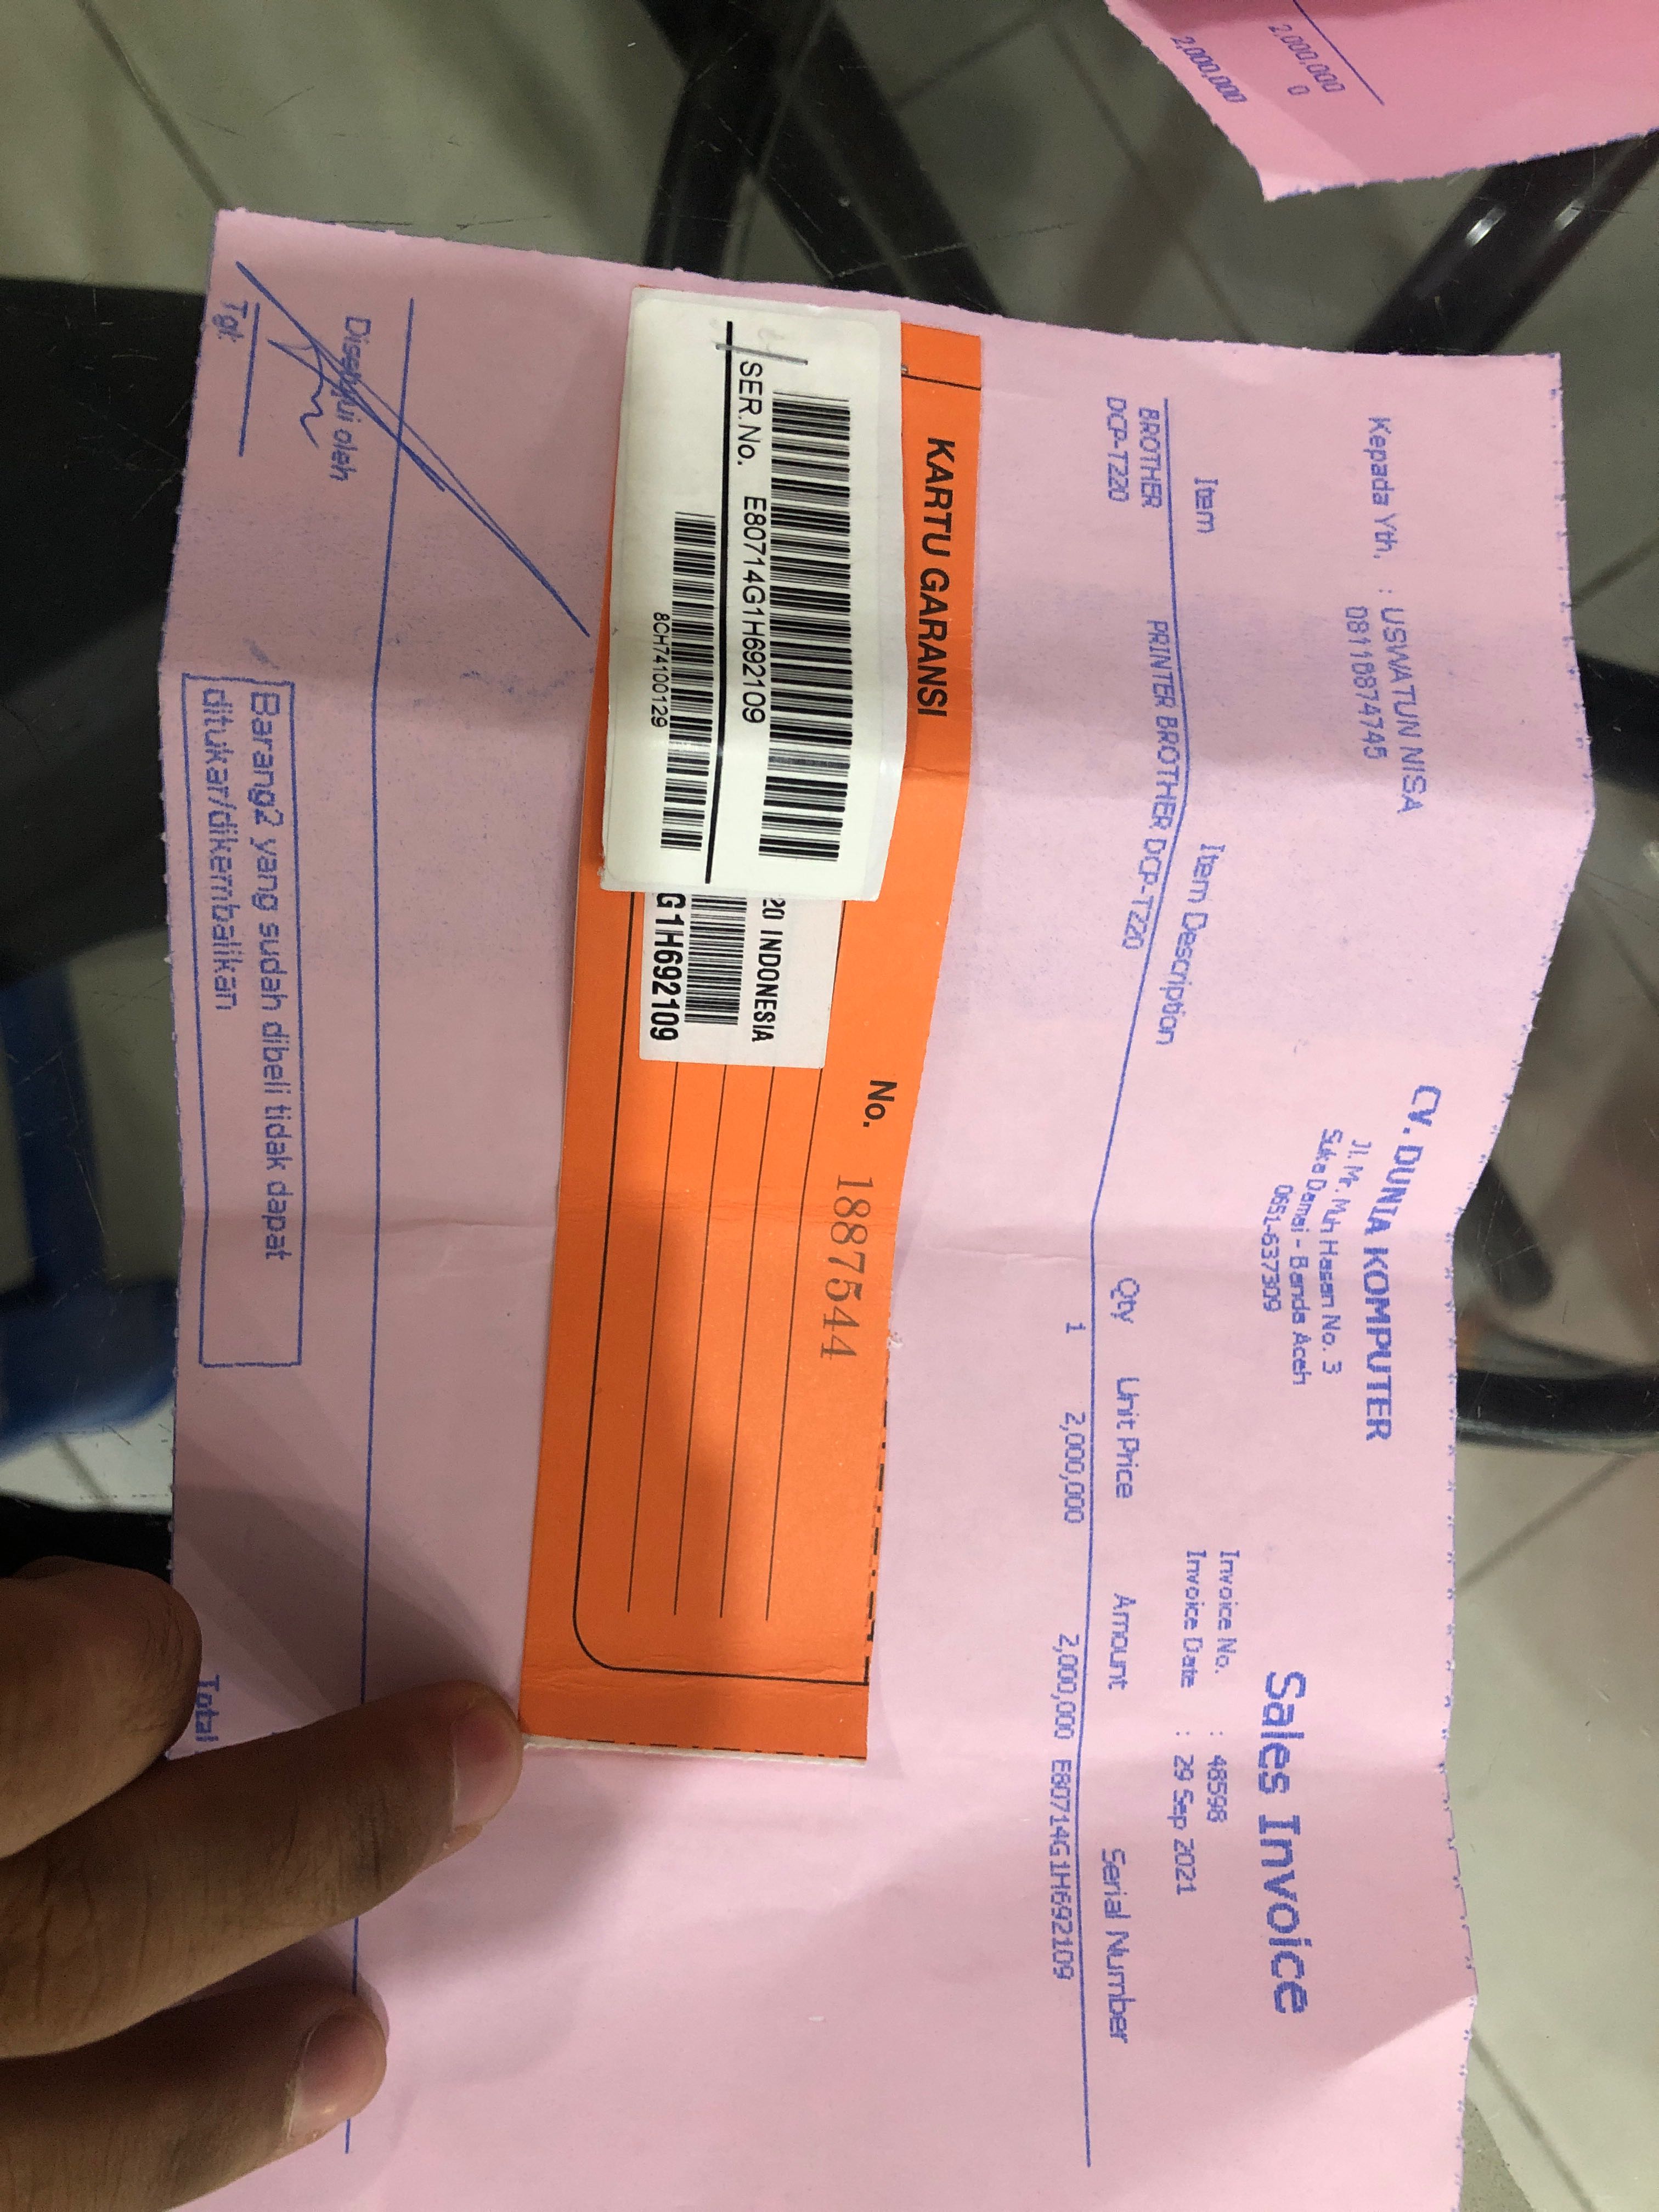 CV. DUNIA KOMPUTER
Jl. Mr. Muh Hasan No. 3
Suka Damai - Banda Aceh
0651-637309
Sales Invoice
Kepada Yth. : USWATUN NISA
08116874745
Invoice No. : 48598
Invoice Date : 29 Sep 2021
Item Item Description Qty Unit Price Amount Serial Number
BROTHER DCP-T220 PRINTER BROTHER DCP-T220 1 2,000,000 2,000,000 E80714G1H692109
KARTU GARANSI
No. 1887544
SER.No. E80714G1H692109
8CH74100129
20 INDONESIA
G1H692109
Disetujui oleh
Tgl:
Barang2 yang sudah dibeli tidak dapat
ditukar/dikembalikan
Total
2,000,000
0
2,000,000